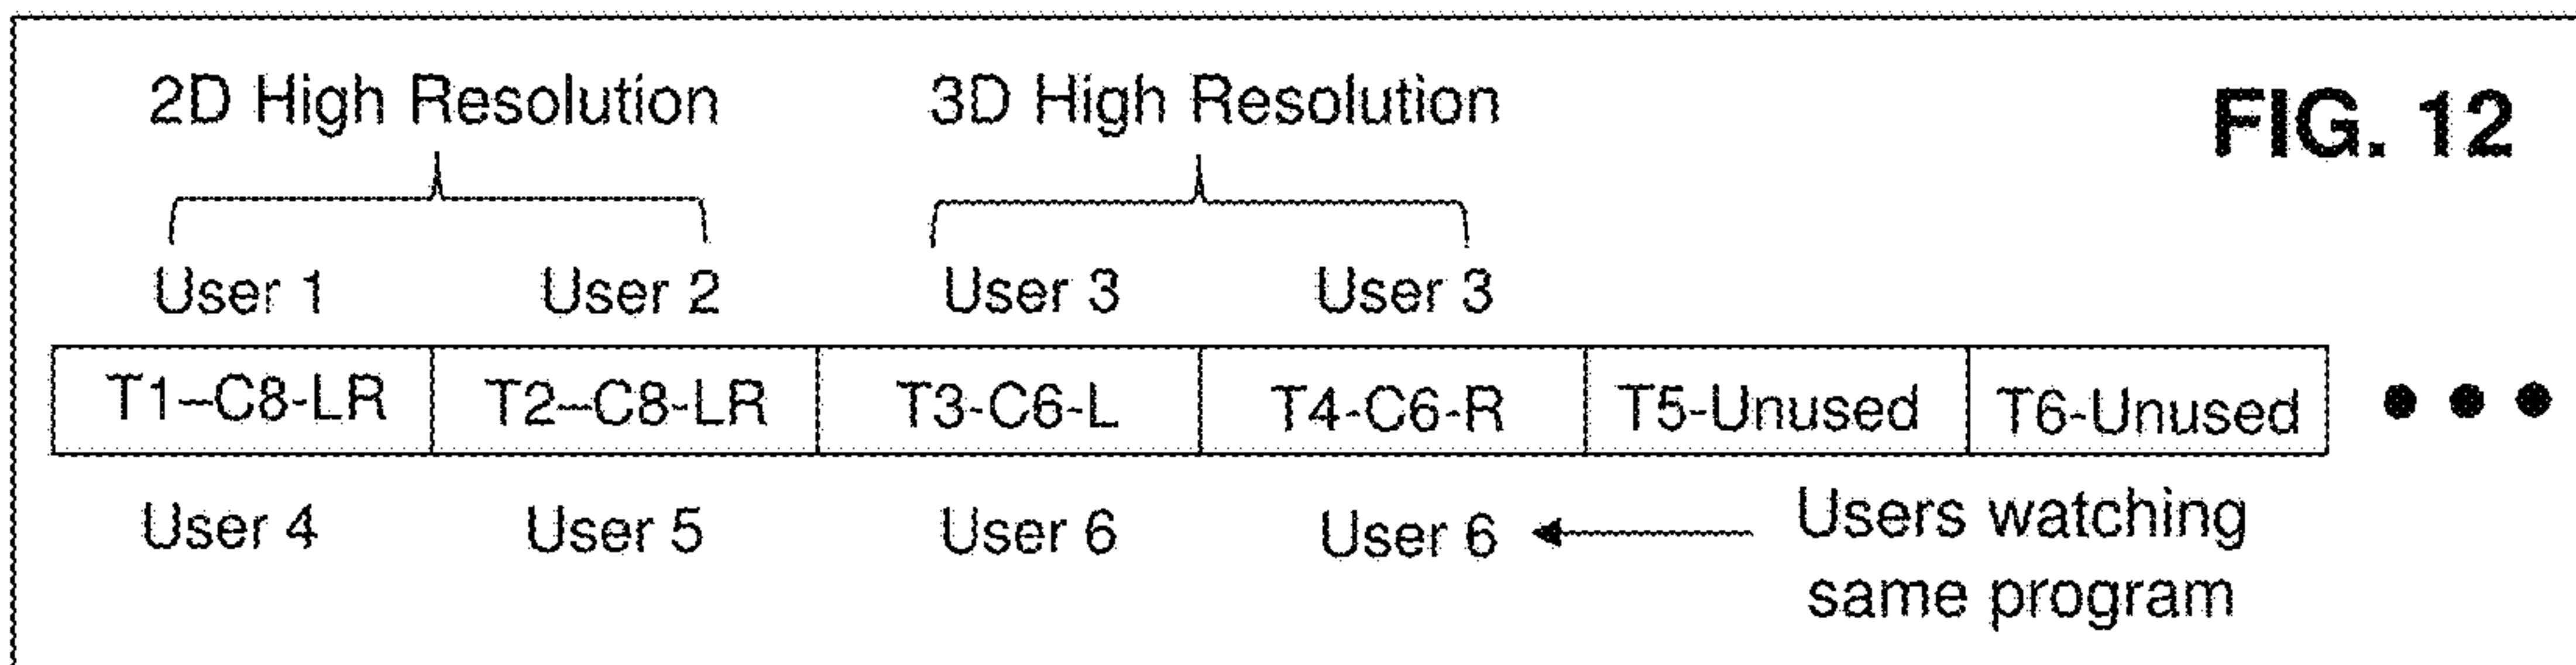 2D High Resolution 3D High Resolution FIG. 12
User 1 User 2 User 3 User 3
T1–C8-LR T2–C8-LR T3-C6-L T4-C6-R T5-Unused T6-Unused
User 4 User 5 User 6 User 6 Users watching
same program